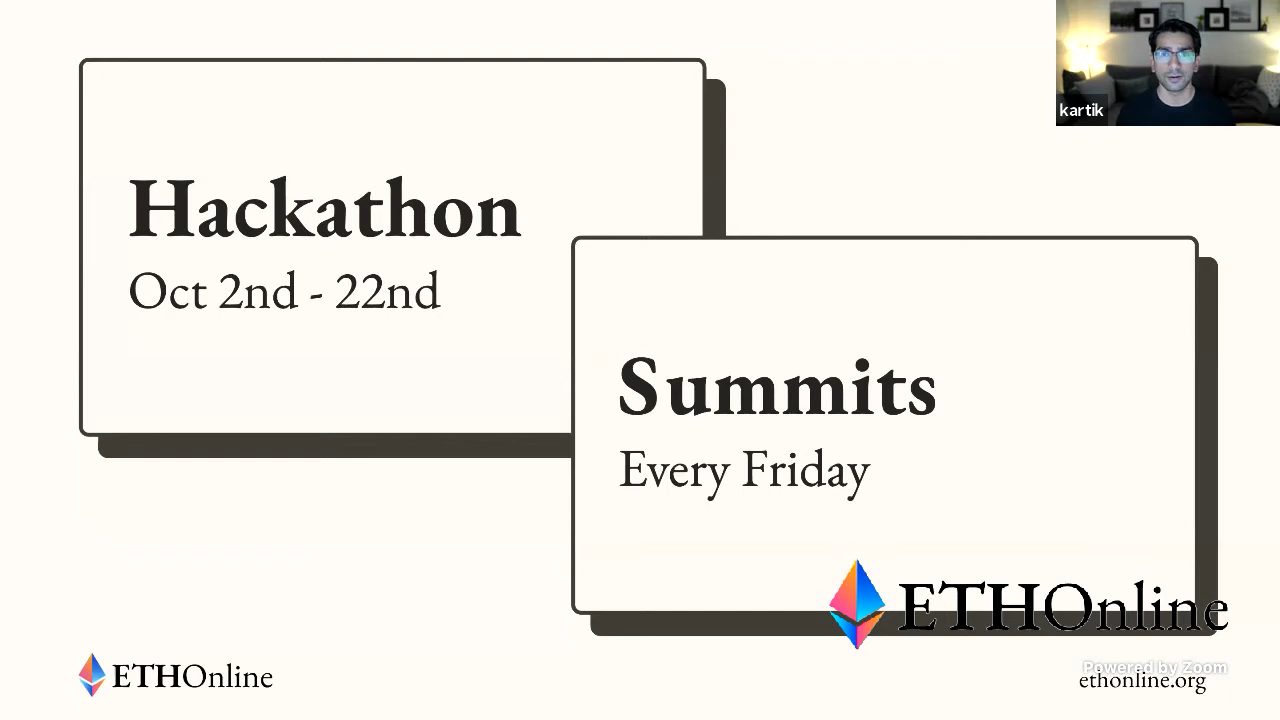 kartik
Hackathon
Oct 2nd - 22nd
Summits
Every Friday
ETHOnline
ETHOnline
Powered by Zoom
ethonline.org